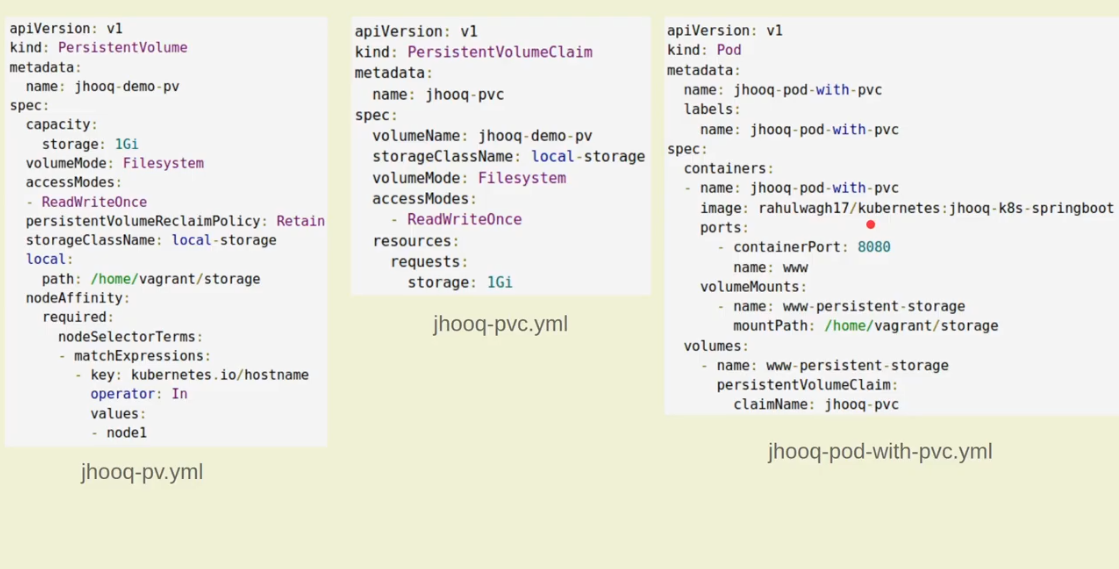 apiVersion: v1
kind: PersistentVolume
metadata:
  name: jhooq-demo-pv
spec:
  capacity:
    storage: 1Gi
  volumeMode: Filesystem
  accessModes:
  - ReadWriteOnce
  persistentVolumeReclaimPolicy: Retain
  storageClassName: local-storage
  local:
    path: /home/vagrant/storage
  nodeAffinity:
    required:
      nodeSelectorTerms:
      - matchExpressions:
        - key: kubernetes.io/hostname
          operator: In
          values:
          - node1
jhooq-pv.yml
apiVersion: v1
kind: PersistentVolumeClaim
metadata:
  name: jhooq-pvc
spec:
  volumeName: jhooq-demo-pv
  storageClassName: local-storage
  volumeMode: Filesystem
  accessModes:
    - ReadWriteOnce
  resources:
    requests:
      storage: 1Gi
jhooq-pvc.yml
apiVersion: v1
kind: Pod
metadata:
  name: jhooq-pod-with-pvc
  labels:
    name: jhooq-pod-with-pvc
spec:
  containers:
  - name: jhooq-pod-with-pvc
    image: rahulwagh17/kubernetes:jhooq-k8s-springboot
    ports:
      - containerPort: 8080
        name: www
    volumeMounts:
      - name: www-persistent-storage
        mountPath: /home/vagrant/storage
  volumes:
    - name: www-persistent-storage
      persistentVolumeClaim:
        claimName: jhooq-pvc
jhooq-pod-with-pvc.yml